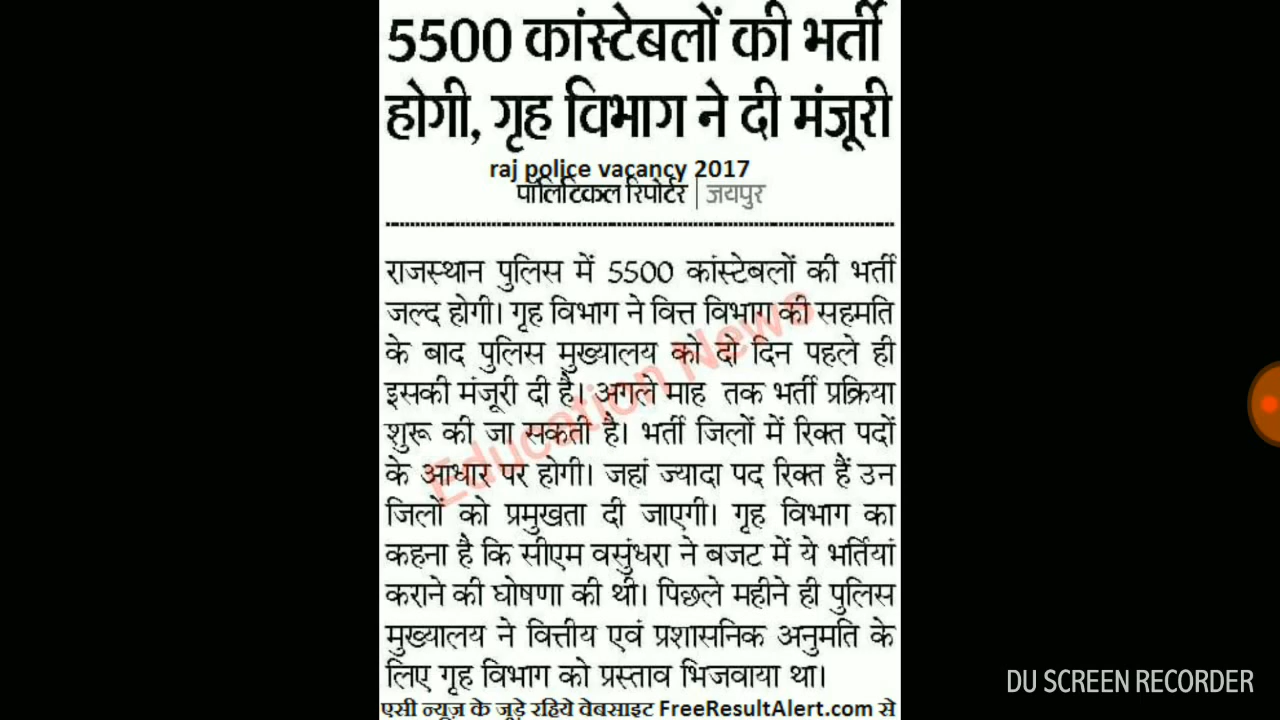 5500 कांस्टेबलों की भर्ती
होगी, गृह विभाग ने दी मंजूरी
raj police vacancy 2017
पॉलिटिकल रिपोर्टर | जयपुर
राजस्थान पुलिस में 5500 कांस्टेबलों की भर्ती
जल्द होगी। गृह विभाग ने वित्त विभाग की सहमति
के बाद पुलिस मुख्यालय को दो दिन पहले ही
इसकी मंजूरी दी है। अगले माह तक भर्ती प्रक्रिया
शुरू की जा सकती है। भर्ती जिलों में रिक्त पदों
के आधार पर होगी। जहां ज्यादा पद रिक्त हैं उन
जिलों को प्रमुखता दी जाएगी। गृह विभाग का
कहना है कि सीएम वसुंधरा ने बजट में ये भर्तियां
कराने की घोषणा की थी। पिछले महीने ही पुलिस
मुख्यालय ने वित्तीय एवं प्रशासनिक अनुमति के
लिए गृह विभाग को प्रस्ताव भिजवाया था।
एसी न्यूज़ के जूड़े रहिये वेबसाइट FreeResultAlert.com से
Education News
DU SCREEN RECORDER